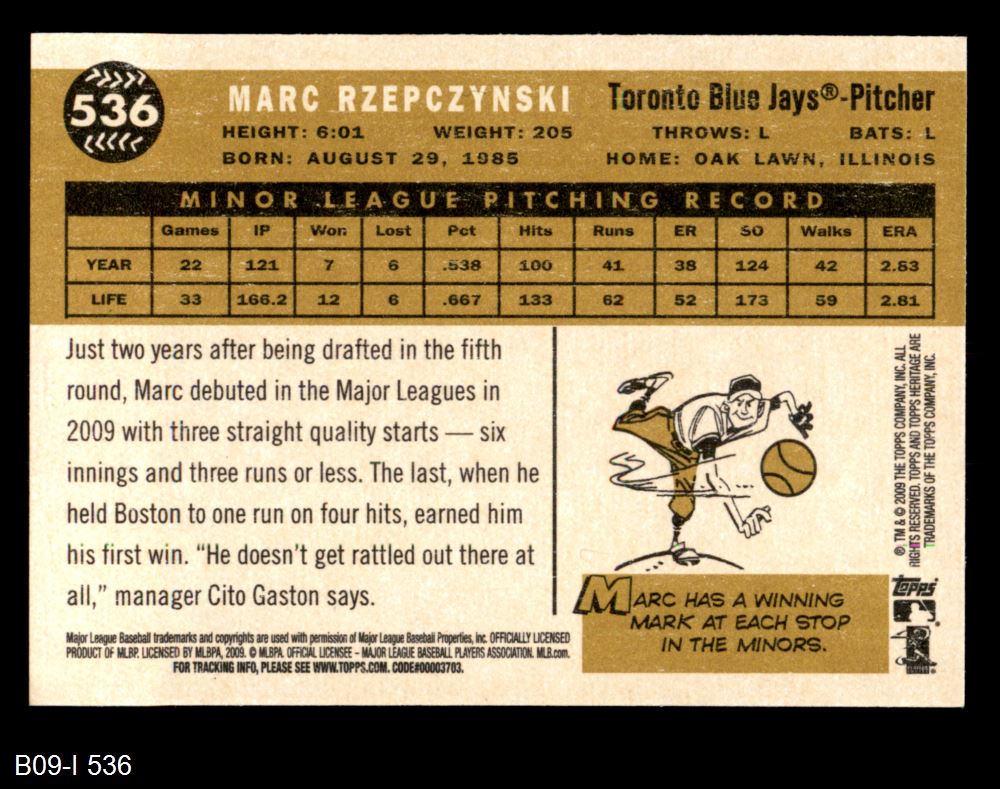 536
MARC RZEPCZYNSKI Toronto Blue Jays®-Pitcher
HEIGHT: 6:01 WEIGHT: 205 THROWS: L BATS: L
BORN: AUGUST 29, 1985 HOME: OAK LAWN, ILLINOIS
MINOR LEAGUE PITCHING RECORD
Games IP Won Lost Pct Hits Runs ER SO Walks ERA
YEAR 22 121 7 6 .538 100 41 38 124 42 2.83
LIFE 33 166.2 12 6 .667 133 62 52 173 59 2.81
Just two years after being drafted in the fifth
round, Marc debuted in the Major Leagues in
2009 with three straight quality starts — six
innings and three runs or less. The last, when he
held Boston to one run on four hits, earned him
his first win. “He doesn’t get rattled out there at
all,” manager Cito Gaston says.
Major League Baseball trademarks and copyrights are used with permission of Major League Baseball Properties, Inc. OFFICIALLY LICENSED
PRODUCT OF MLBP. LICENSED BY MLBPA, 2009. © MLBPA. OFFICIAL LICENSEE – MAJOR LEAGUE BASEBALL PLAYERS ASSOCIATION. MLB.com.
FOR TRACKING INFO, PLEASE SEE WWW.TOPPS.COM. CODE#00003703.
MARC HAS A WINNING
MARK AT EACH STOP
IN THE MINORS.
®, TM & © 2009 THE TOPPS COMPANY, INC. ALL
RIGHTS RESERVED. TOPPS AND TOPPS HERITAGE ARE
TRADEMARKS OF THE TOPPS COMPANY, INC.
Topps
B09-I 536